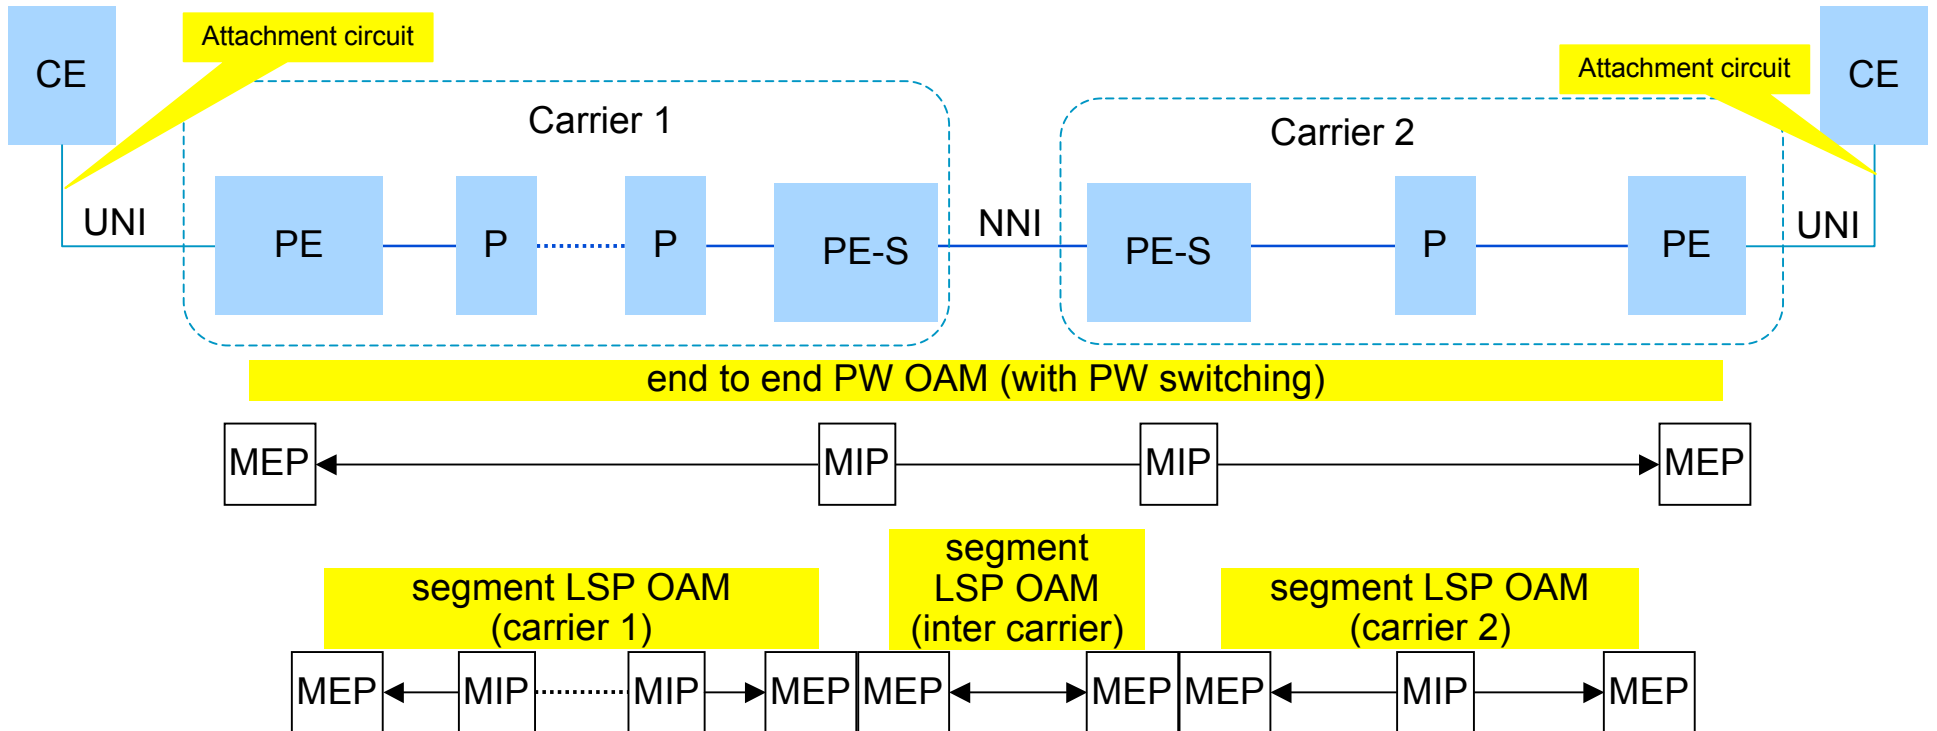 CE
Attachment circuit
Attachment circuit
CE
Carrier 1
Carrier 2
UNI
PE
P
P
PE-S
NNI
PE-S
P
PE
UNI
end to end PW OAM (with PW switching)
MEP
MIP
MIP
MEP
segment LSP OAM
(carrier 1)
segment
LSP OAM
(inter carrier)
segment LSP OAM
(carrier 2)
MEP
MIP
MIP
MEP
MEP
MEP
MEP
MIP
MEP